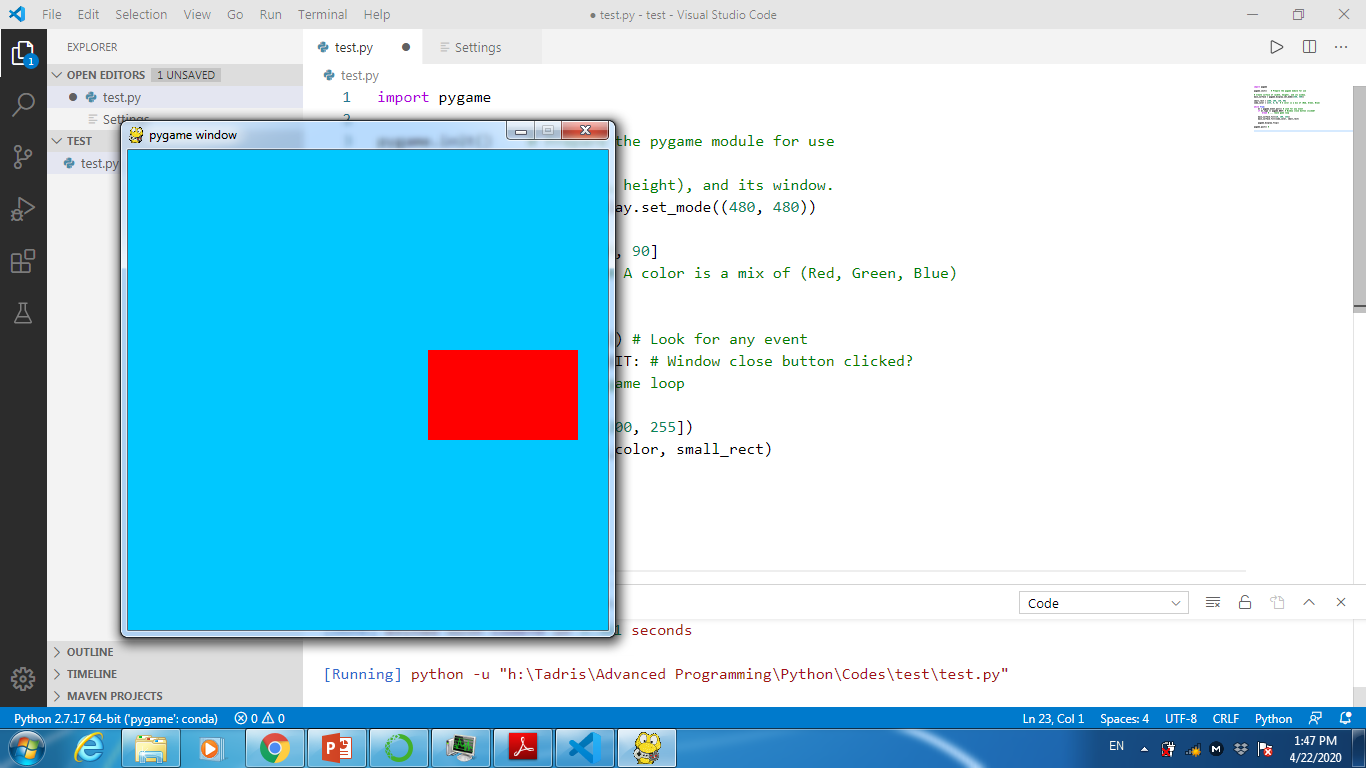 File Edit Selection View Go Run Terminal Help
● test.py - test - Visual Studio Code
EXPLORER
OPEN EDITORS 1 UNSAVED
test.py
Settings
TEST
test.py
OUTLINE
TIMELINE
MAVEN PROJECTS
test.py
Settings
test.py
1 import pygame
2
the pygame module for use
height), and its window.
ay.set_mode((480, 480))
, 90]
A color is a mix of (Red, Green, Blue)
) # Look for any event
IT: # Window close button clicked?
ame loop
00, 255])
color, small_rect)
pygame window
Code
seconds
[Running] python -u "h:\Tadris\Advanced Programming\Python\Codes\test\test.py"
Python 2.7.17 64-bit ('pygame': conda) 0 0
Ln 23, Col 1 Spaces: 4 UTF-8 CRLF Python
EN
1:47 PM
4/22/2020